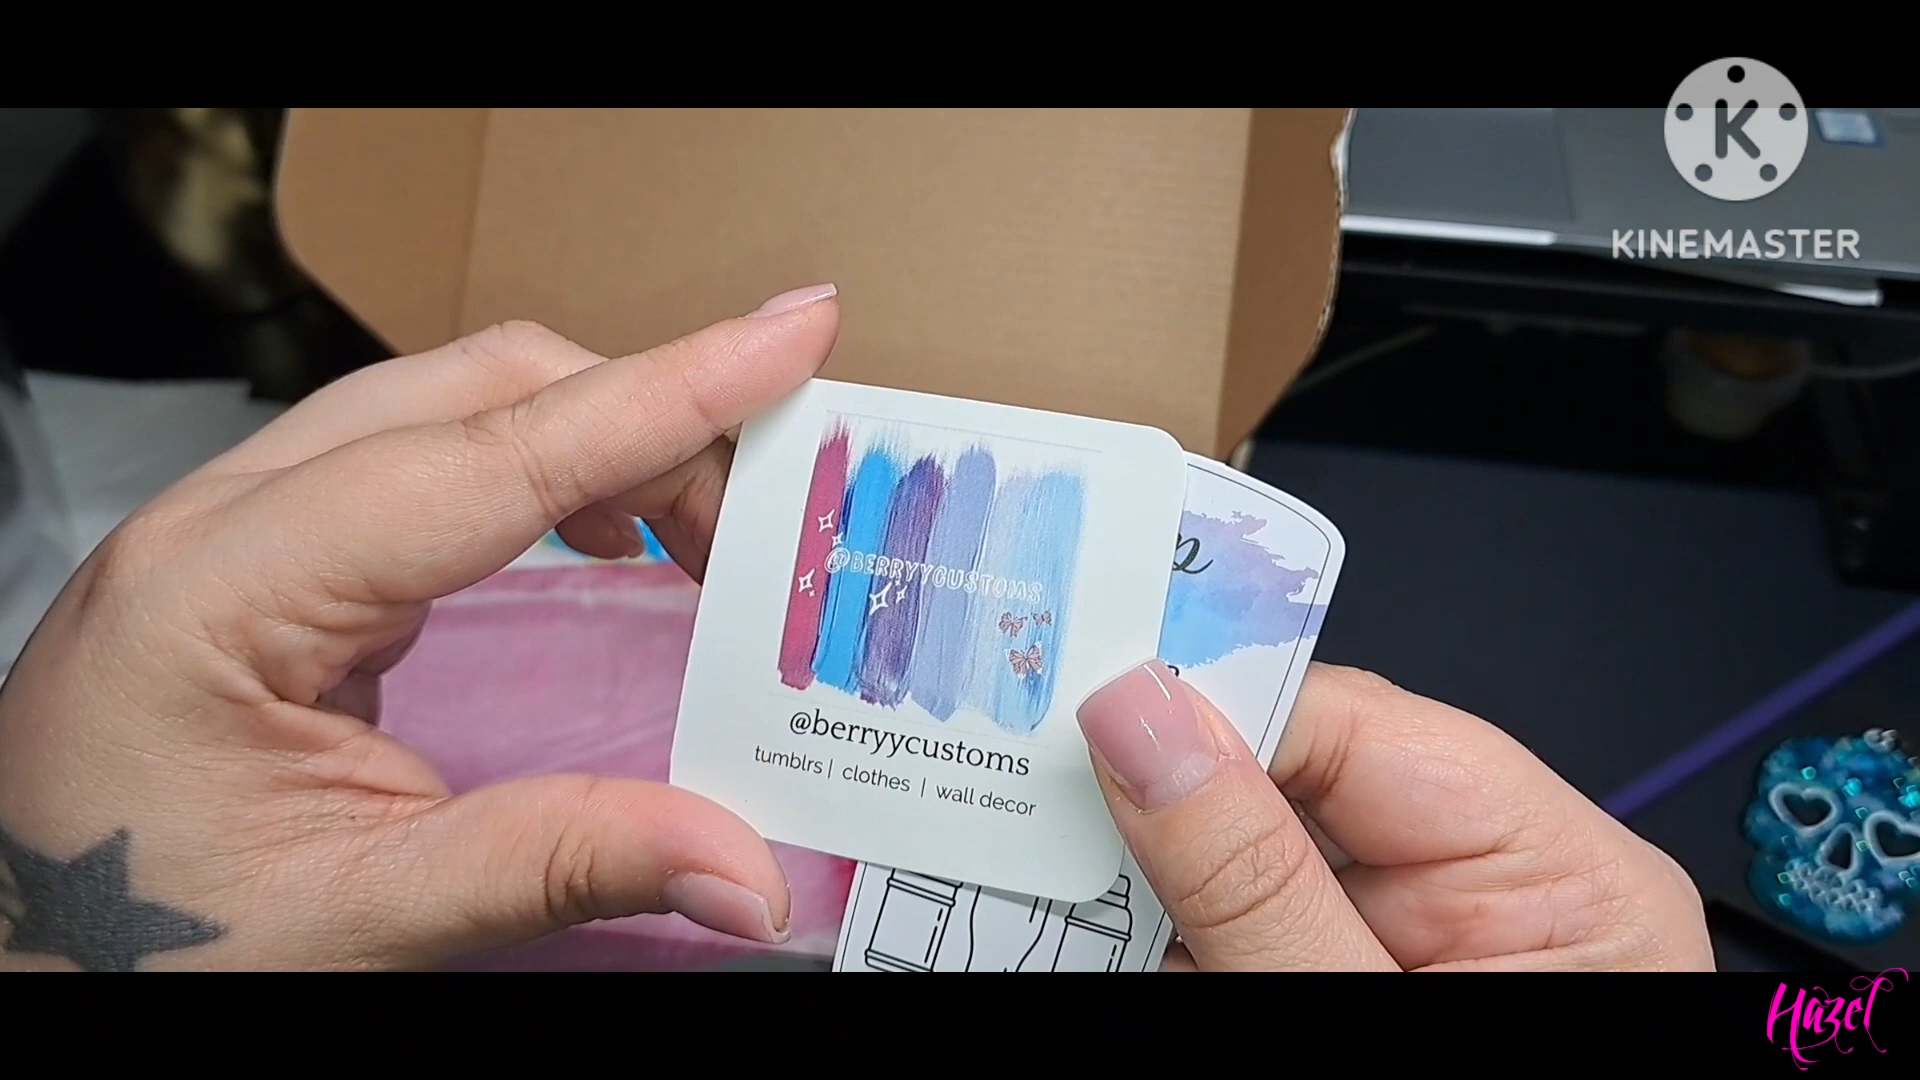 K
KINEMASTER
@BERRYYCUSTOMS
@berryycustoms
tumblrs | clothes | wall decor
Hazel